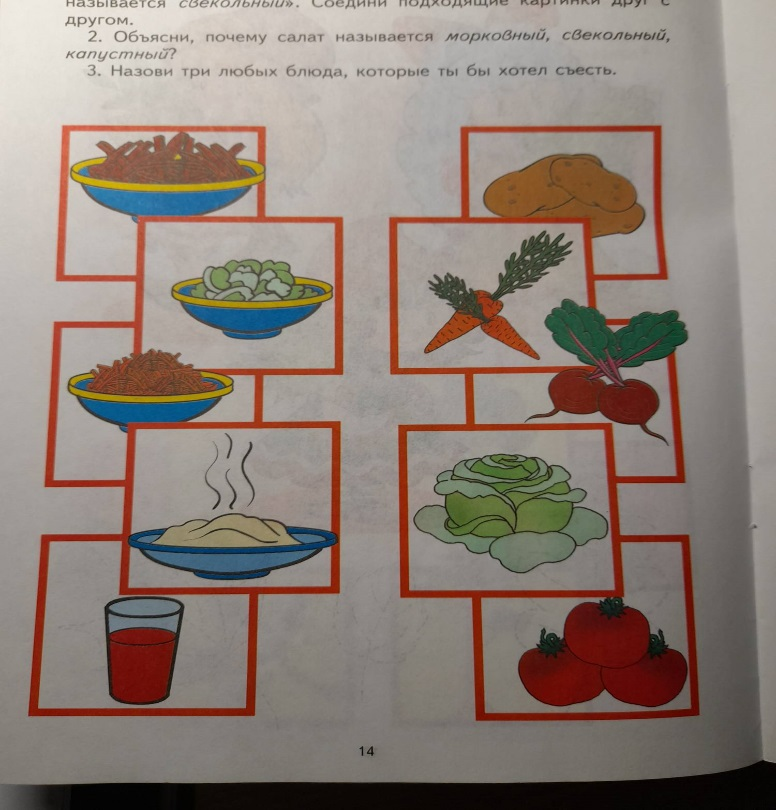 называется свекольный». Соедини подходящие картинки друг с
другом.
2. Объясни, почему салат называется морковный, свекольный,
капустный?
3. Назови три любых блюда, которые ты бы хотел съесть.
14